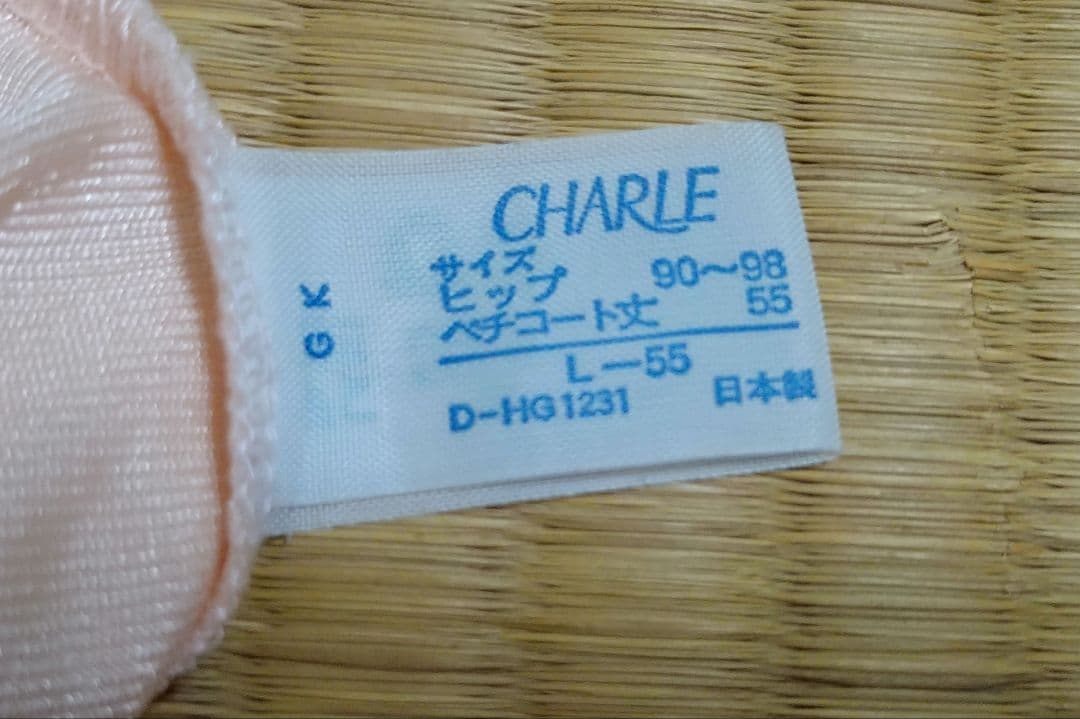 CHARLE
サイズ
ヒップ 90〜98
ペチコート丈 55
L−55
D−HG1231 日本製
GK